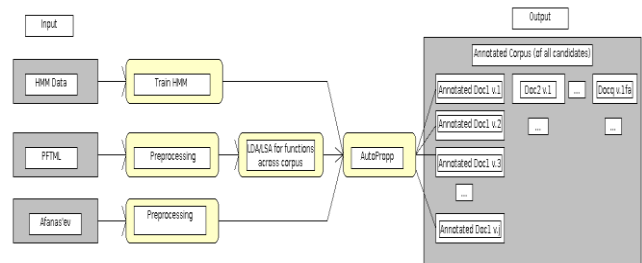 Input
Output
Annotated Corpus (of all candidates)
HMM Data
Train HMM
Annotated Doc1 v.1
Doc2 v.1
...
Docq v.1fa
Annotated Doc1 v.2
...
...
PFTML
Preprocessing
LDA/LSA for functions
across corpus
AutoPropp
Annotated Doc1 v.3
...
Afanas'ev
Preprocessing
Annotated Doc1 v.j